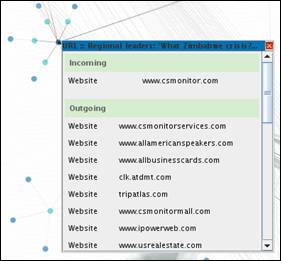 URL :: Regional leaders: 'What Zimbabwe crisis?...
Incoming
Website www.csmonitor.com
Outgoing
Website www.csmonitorservices.com
Website www.allamericanspeakers.com
Website www.allbusinesscards.com
Website clk.atdmt.com
Website tripatlas.com
Website www.csmonitormall.com
Website www.ipowerweb.com
Website www.usrealestate.com